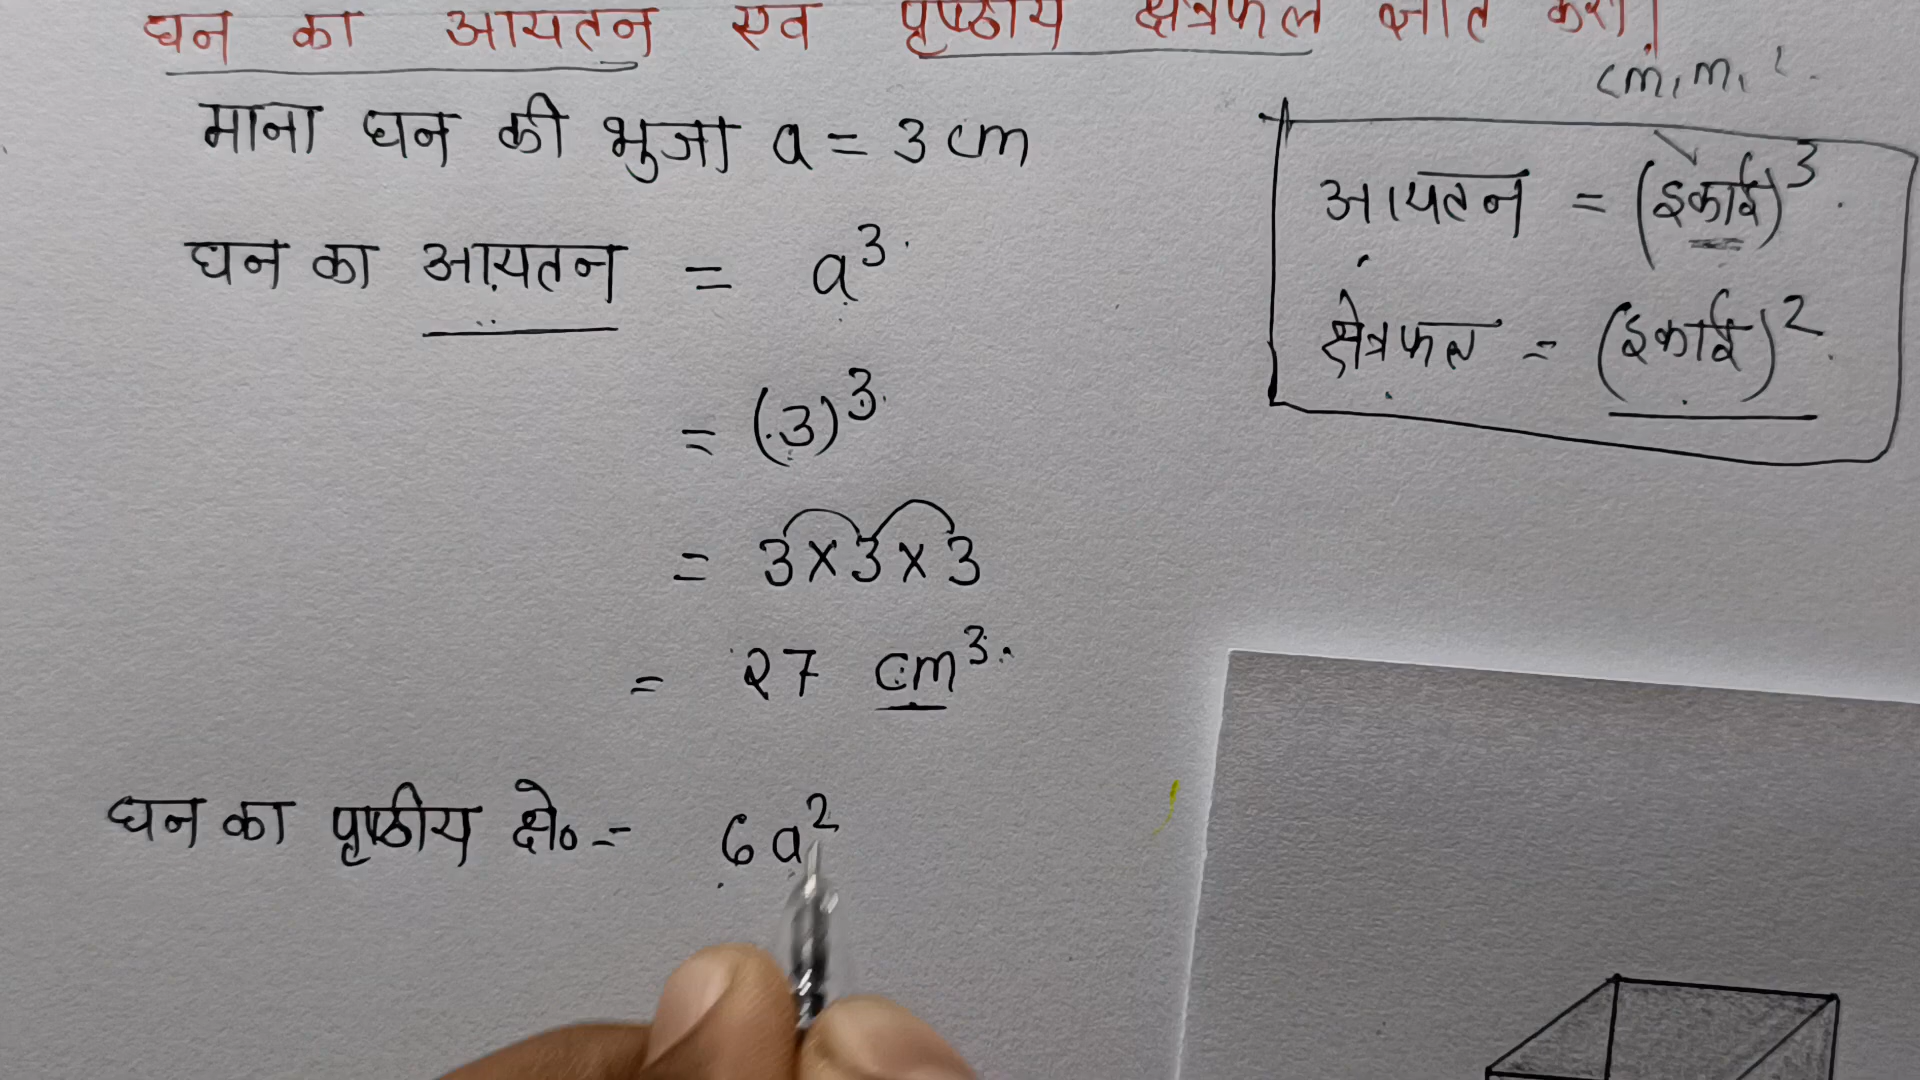 घन का आयतन एवं पृष्ठीय क्षेत्रफल ज्ञात करो।
माना घन की भुजा a = 3 cm
घन का आयतन = a³
= (3)³
= 3×3×3
= 27 cm³
घन का पृष्ठीय क्षे० = 6a²
cm, m,
आयतन = (इकाई)³
क्षेत्रफल = (इकाई)²